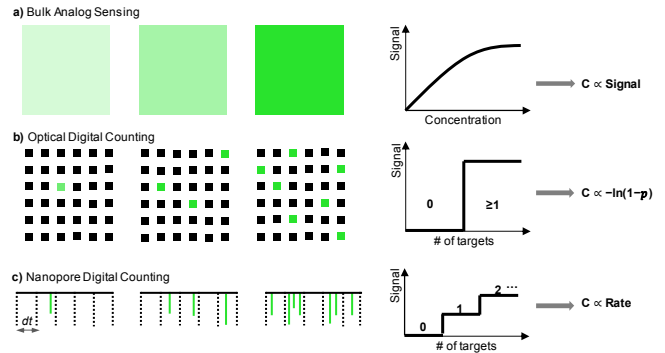 a) Bulk Analog Sensing
Signal
Concentration
C ∝ Signal
b) Optical Digital Counting
Signal
0
≥1
# of targets
C ∝ −ln(1−p)
c) Nanopore Digital Counting
dt
Signal
0
1
2 ...
# of targets
C ∝ Rate